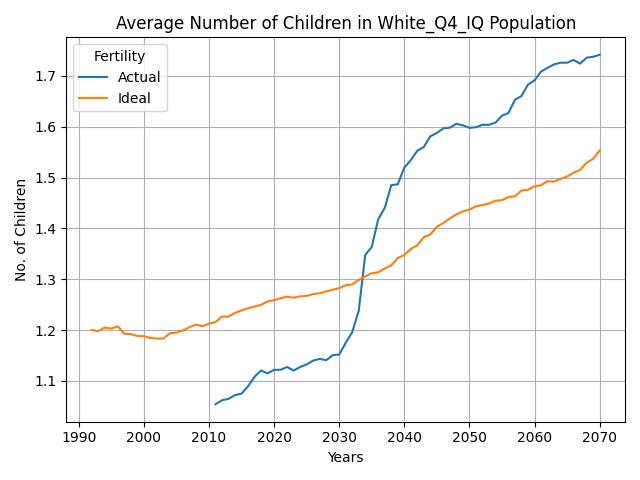 Average Number of Children in White_Q4_IQ Population
Fertility
Actual
Ideal
No. of Children
1.7
1.6
1.5
1.4
1.3
1.2
1.1
1990 2000 2010 2020 2030 2040 2050 2060 2070
Years